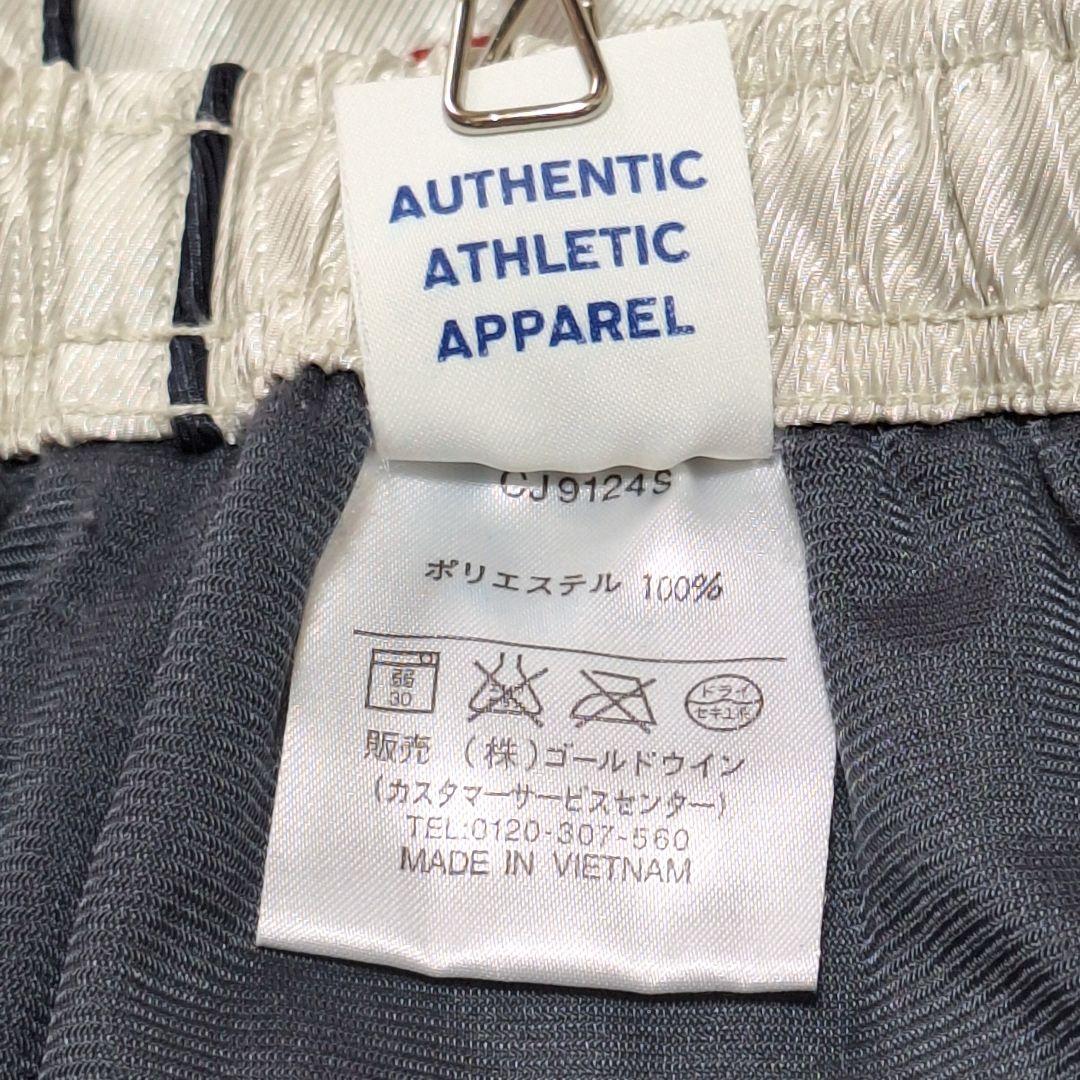 AUTHENTIC
ATHLETIC
APPAREL
CJ9124S
ポリエステル 100%
弱
30
ドライ
セキユ系
販売 (株)ゴールドウイン
(カスタマーサービスセンター)
TEL:0120-307-560
MADE IN VIETNAM